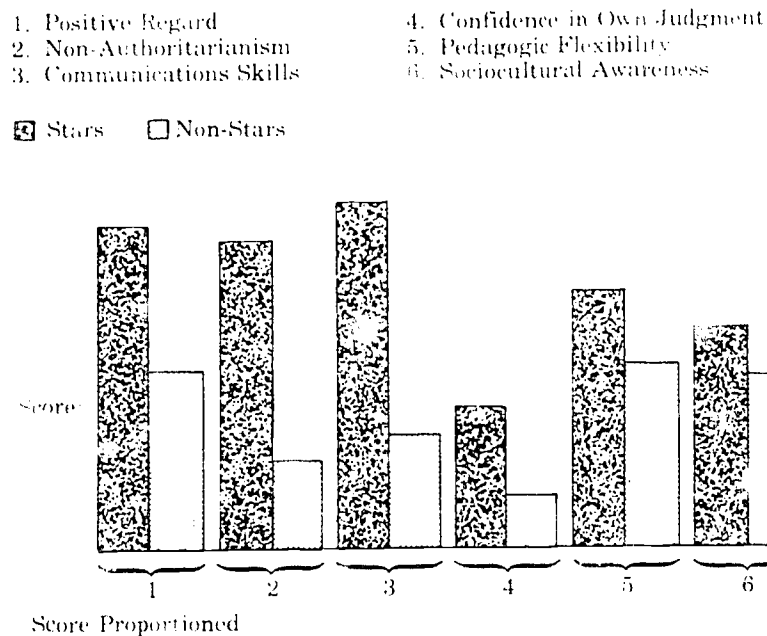 1. Positive Regard
2. Non-Authoritarianism
3. Communications Skills
4. Confidence in Own Judgment
5. Pedagogic Flexibility
6. Sociocultural Awareness
Stars Non-Stars
Score
1 2 3 4 5 6
Score Proportioned